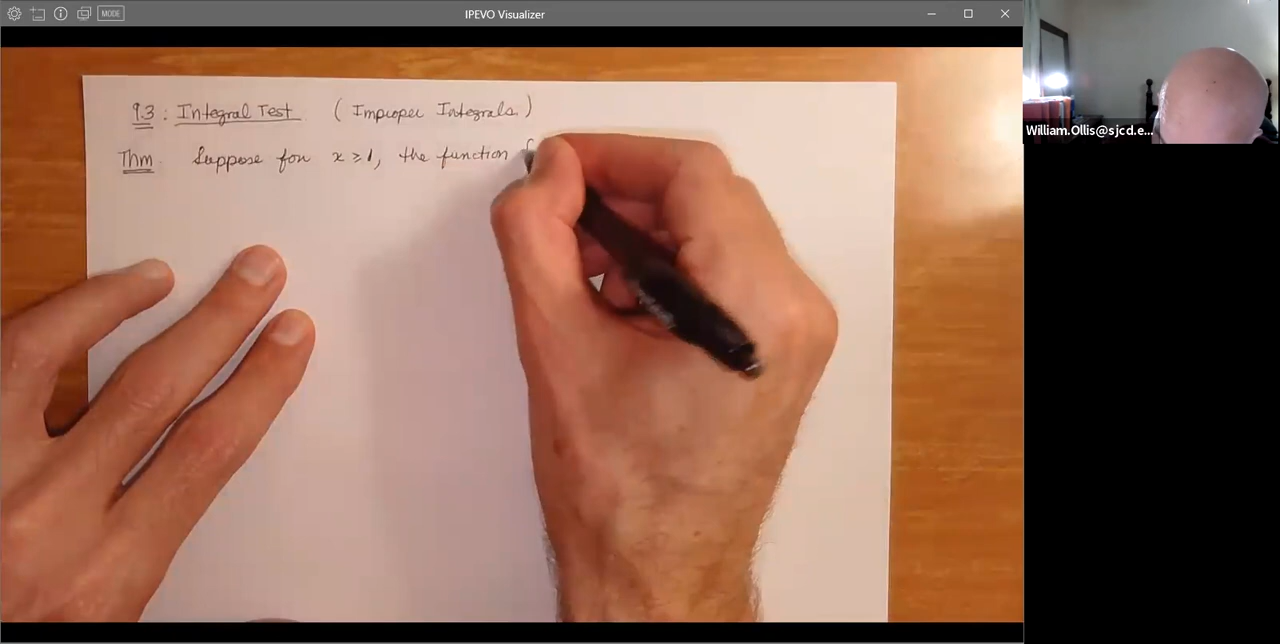 MODE
IPEVO Visualizer
9.3 : Integral Test ( Improper Integrals )
Thm Suppose for x ≥ 1, the function f
William.Ollis@sjcd.e...